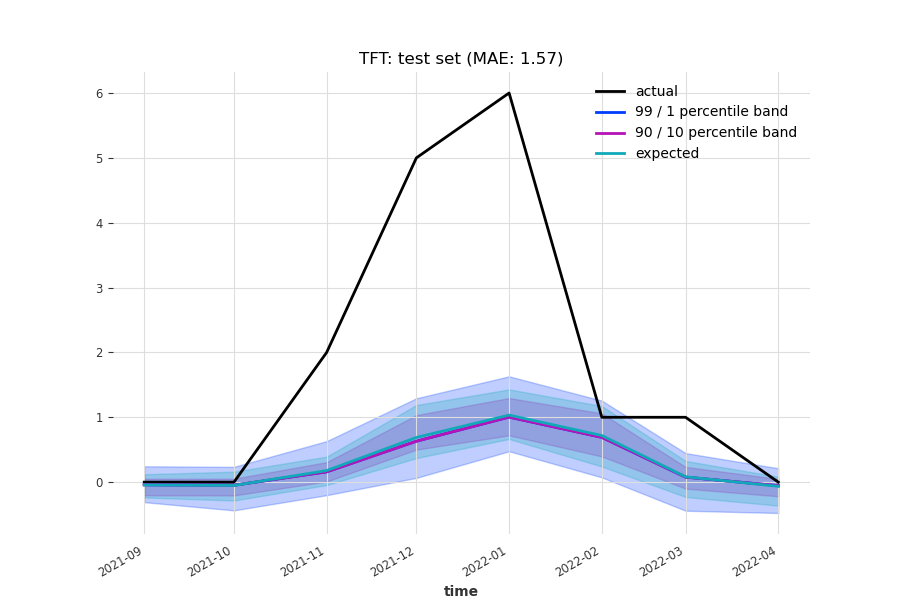 TFT: test set (MAE: 1.57)
actual
99 / 1 percentile band
90 / 10 percentile band
expected
6
5
4
3
2
1
0
2021-09
2021-10
2021-11
2021-12
2022-01
2022-02
2022-03
2022-04
time